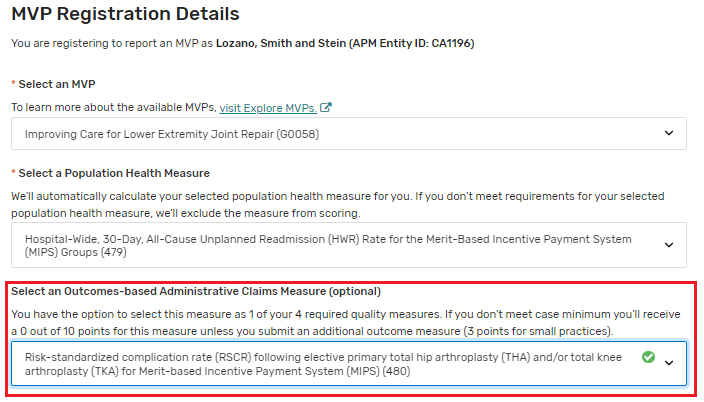 MVP Registration Details
You are registering to report an MVP as Lozano, Smith and Stein (APM Entity ID: CA1196)
* Select an MVP
To learn more about the available MVPs, visit Explore MVPs.
Improving Care for Lower Extremity Joint Repair (G0058)
* Select a Population Health Measure
We'll automatically calculate your selected population health measure for you. If you don't meet requirements for your selected
population health measure, we'll exclude the measure from scoring.
Hospital-Wide, 30-Day, All-Cause Unplanned Readmission (HWR) Rate for the Merit-Based Incentive Payment System
(MIPS) Groups (479)
Select an Outcomes-based Administrative Claims Measure (optional)
You have the option to select this measure as 1 of your 4 required quality measures. If you don't meet case minimum you'll receive
a 0 out of 10 points for this measure unless you submit an additional outcome measure (3 points for small practices).
Risk-standardized complication rate (RSCR) following elective primary total hip arthroplasty (THA) and/or total knee
arthroplasty (TKA) for Merit-based Incentive Payment System (MIPS) (480)